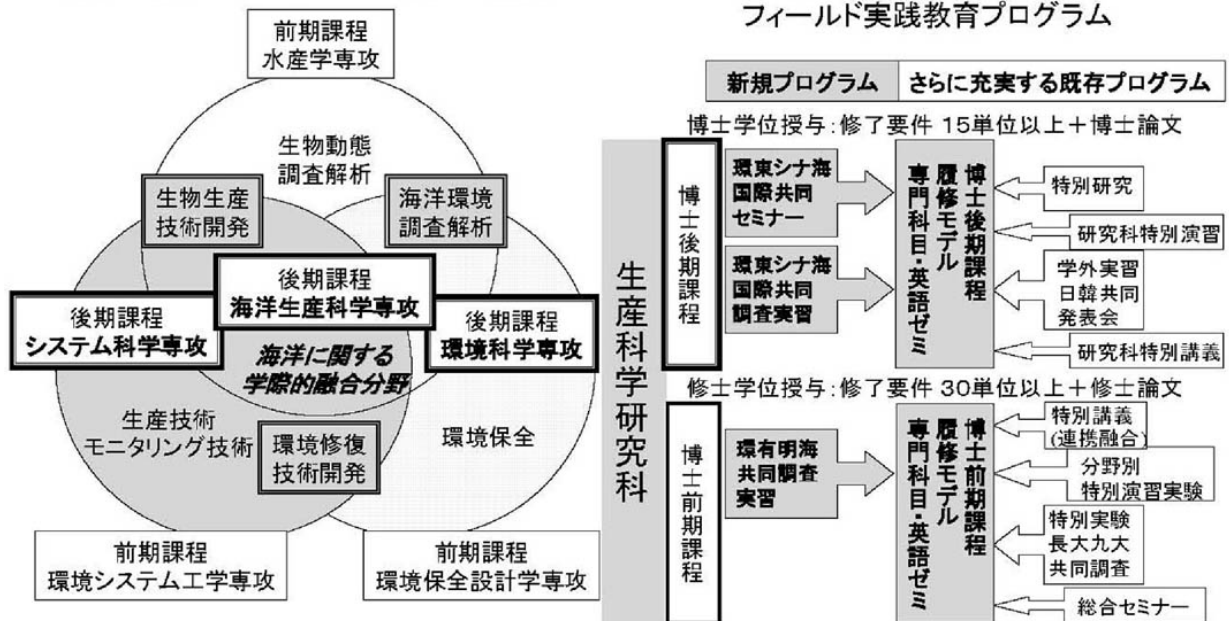 前期課程
水産学専攻
生物動態
調査解析
生物生産
技術開発
海洋環境
調査解析
後期課程
海洋生産科学専攻
後期課程
システム科学専攻
後期課程
環境科学専攻
海洋に関する
学際的融合分野
生産技術
モニタリング技術
環境修復
技術開発
環境保全
前期課程
環境システム工学専攻
前期課程
環境保全設計学専攻
フィールド実践教育プログラム
新規プログラム
さらに充実する既存プログラム
博士学位授与:修了要件 15単位以上+博士論文
生産科学研究科
博士後期課程
環東シナ海
国際共同
セミナー
環東シナ海
国際共同
調査実習
博士後期課程
履修モデル
専門科目・英語ゼミ
特別研究
研究科特別演習
学外実習
日韓共同
発表会
研究科特別講義
修士学位授与:修了要件 30単位以上+修士論文
博士前期課程
環有明海
共同調査
実習
博士前期課程
履修モデル
専門科目・英語ゼミ
特別講義
(連携融合)
分野別
特別演習実験
特別実験
長大九大
共同調査
総合セミナー